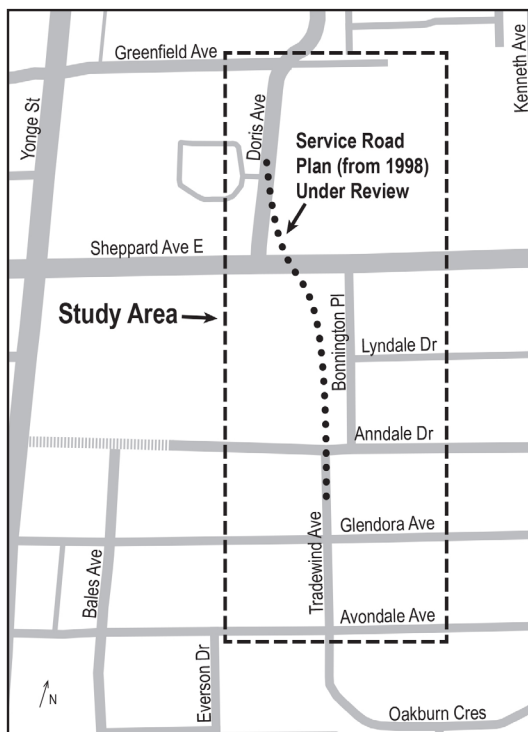 Greenfield Ave
Kenneth Ave
Yonge St
Doris Ave
Service Road
Plan (from 1998)
Under Review
Sheppard Ave E
Study Area
Bonnington Pl
Lyndale Dr
Anndale Dr
Glendora Ave
Tradewind Ave
Bales Ave
Avondale Ave
Everson Dr
N
Oakburn Cres